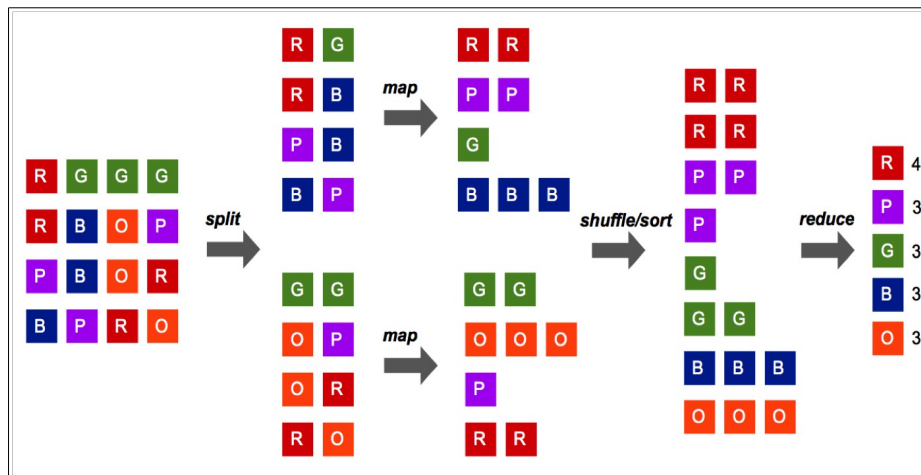 R G G G
R B O P
P B O R
B P R O
split
R G
R B
P B
B P
G G
O P
O R
R O
map
map
R R
P P
G
B B B
G G
O O O
P
R R
shuffle/sort
R R
R R
P P
P
G
G G
B B B
O O O
reduce
R 4
P 3
G 3
B 3
O 3